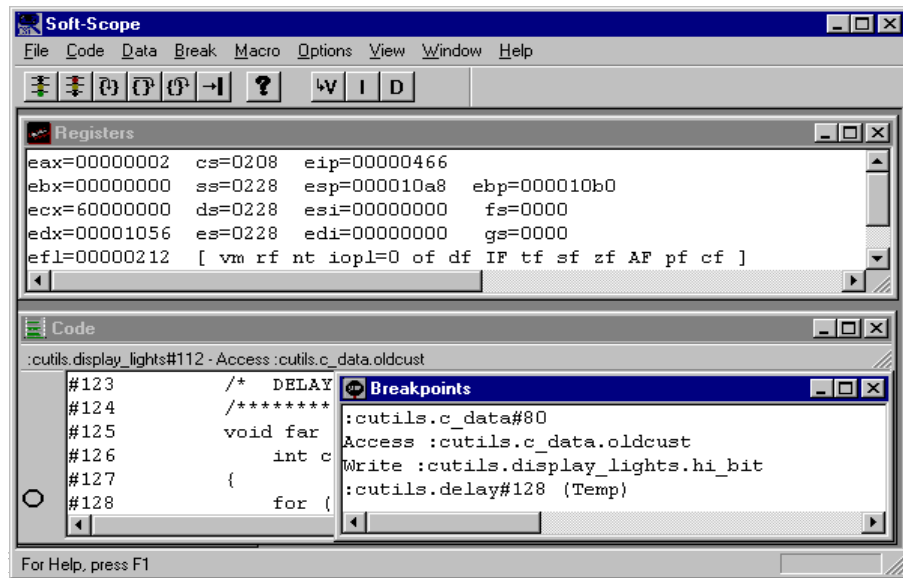 Soft-Scope
File Code Data Break Macro Options View Window Help
? V I D
Registers
eax=00000002 cs=0208 eip=00000466
ebx=00000000 ss=0228 esp=000010a8 ebp=000010b0
ecx=60000000 ds=0228 esi=00000000 fs=0000
edx=00001056 es=0228 edi=00000000 gs=0000
efl=00000212 [ vm rf nt iopl=0 of df IF tf sf zf AF pf cf ]
Code
:cutils.display_lights#112 - Access :cutils.c_data.oldcust
#123 /* DELAY
#124 /********
#125 void far
#126 int c
#127 {
#128 for (
Breakpoints
:cutils.c_data#80
Access :cutils.c_data.oldcust
Write :cutils.display_lights.hi_bit
:cutils.delay#128 (Temp)
For Help, press F1